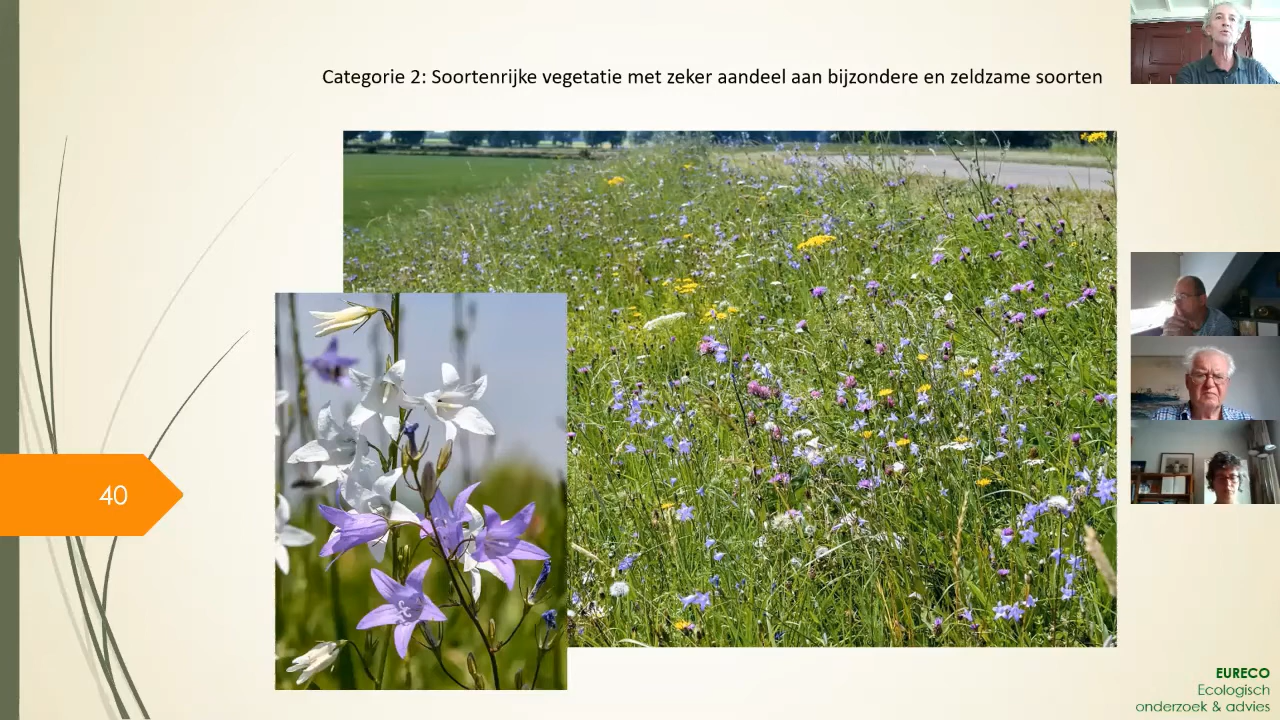 Categorie 2: Soortenrijke vegetatie met zeker aandeel aan bijzondere en zeldzame soorten
40
EURECO
Ecologisch
onderzoek & advies